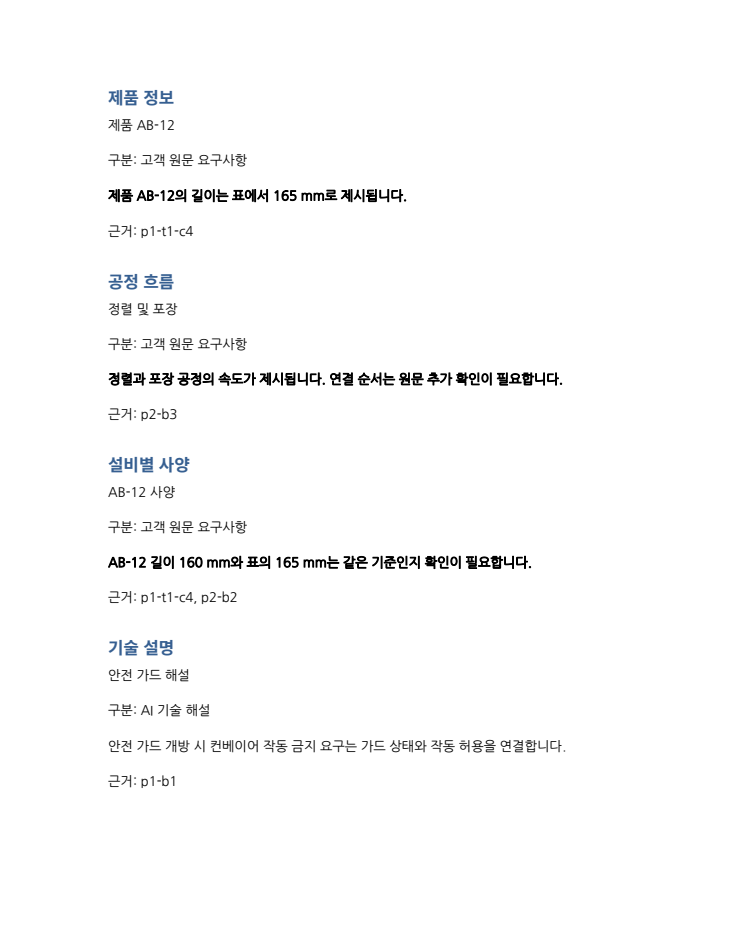 제품 정보
제품 AB-12
구분: 고객 원문 요구사항
제품 AB-12의 길이는 표에서 165 mm로 제시됩니다.
근거: p1-t1-c4
공정 흐름
정렬 및 포장
구분: 고객 원문 요구사항
정렬과 포장 공정의 속도가 제시됩니다. 연결 순서는 원문 추가 확인이 필요합니다.
근거: p2-b3
설비별 사양
AB-12 사양
구분: 고객 원문 요구사항
AB-12 길이 160 mm와 표의 165 mm는 같은 기준인지 확인이 필요합니다.
근거: p1-t1-c4, p2-b2
기술 설명
안전 가드 해설
구분: AI 기술 해설
안전 가드 개방 시 컨베이어 작동 금지 요구는 가드 상태와 작동 허용을 연결합니다.
근거: p1-b1